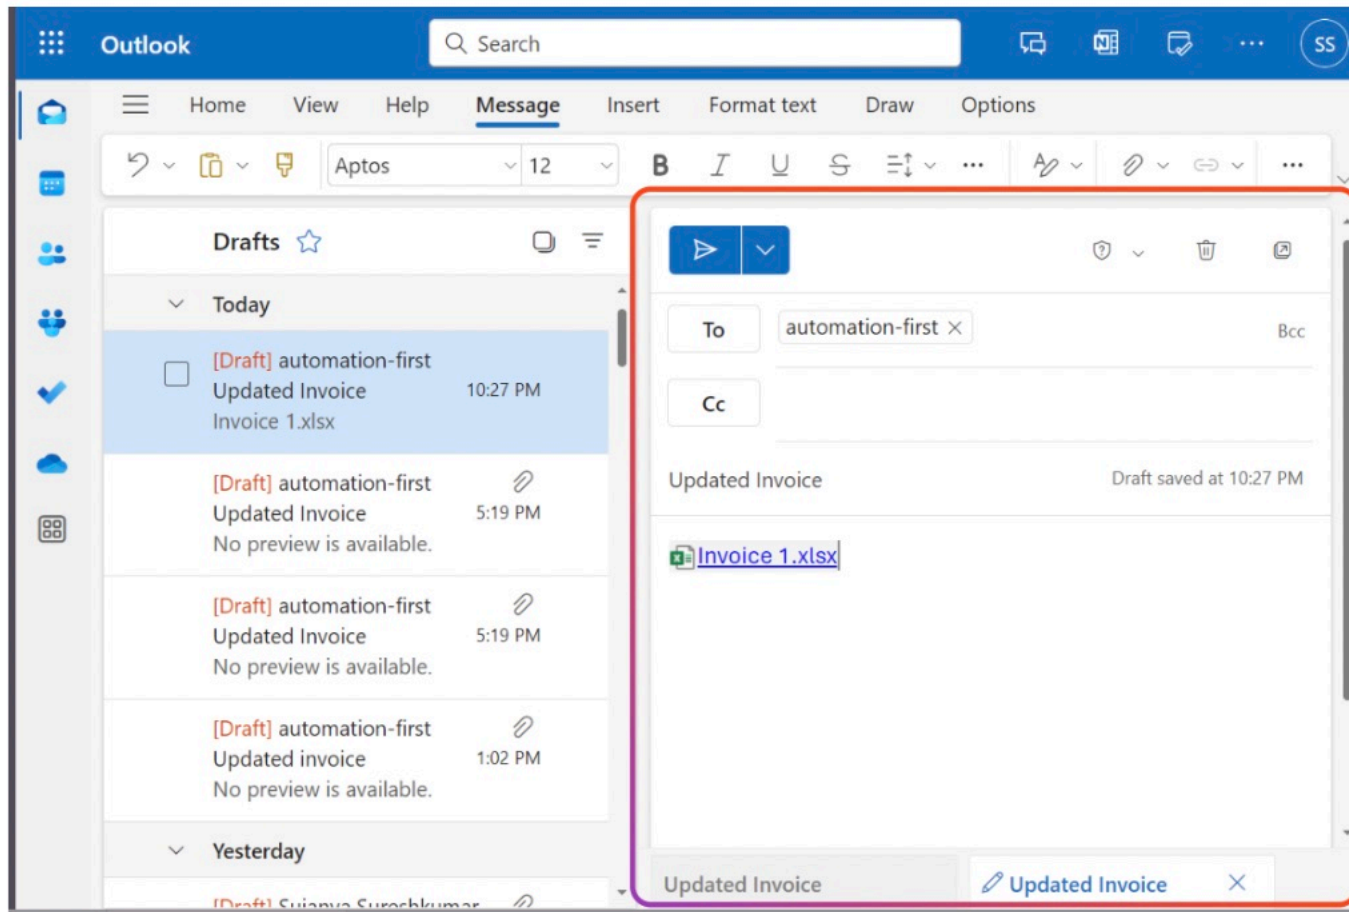 Outlook
Search
SS
Home View Help Message Insert Format text Draw Options
Aptos 12 B I U S
A
Drafts
Today
[Draft] automation-first
Updated Invoice 10:27 PM
Invoice 1.xlsx
[Draft] automation-first
Updated Invoice 5:19 PM
No preview is available.
[Draft] automation-first
Updated Invoice 5:19 PM
No preview is available.
[Draft] automation-first
Updated invoice 1:02 PM
No preview is available.
Yesterday
[Draft] Sujanya Sureshkumar
To automation-first Bcc
Cc
Updated Invoice Draft saved at 10:27 PM
Invoice 1.xlsx
Updated Invoice Updated Invoice